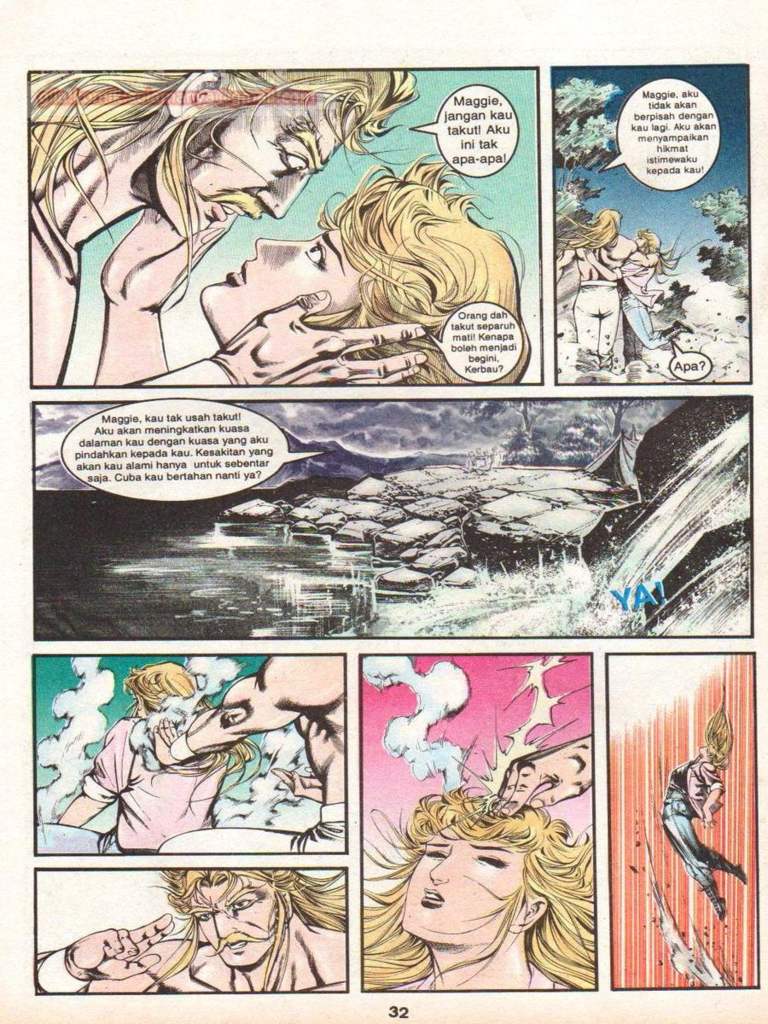 Maggie,
jangan kau
takut! Aku
ini tak
apa-apa!
Orang dah
takut separuh
mati! Kenapa
boleh menjadi
begini,
Kerbau?
Maggie, aku
tidak akan
berpisah dengan
kau lagi. Aku akan
menyampaikan
hikmat
istimewaku
kepada kau!
Apa?
Maggie, kau tak usah takut!
Aku akan meningkatkan kuasa
dalaman kau dengan kuasa yang aku
pindahkan kepada kau. Kesakitan yang
akan kau alami hanya untuk sebentar
saja. Cuba kau bertahan nanti ya?
YA!
32